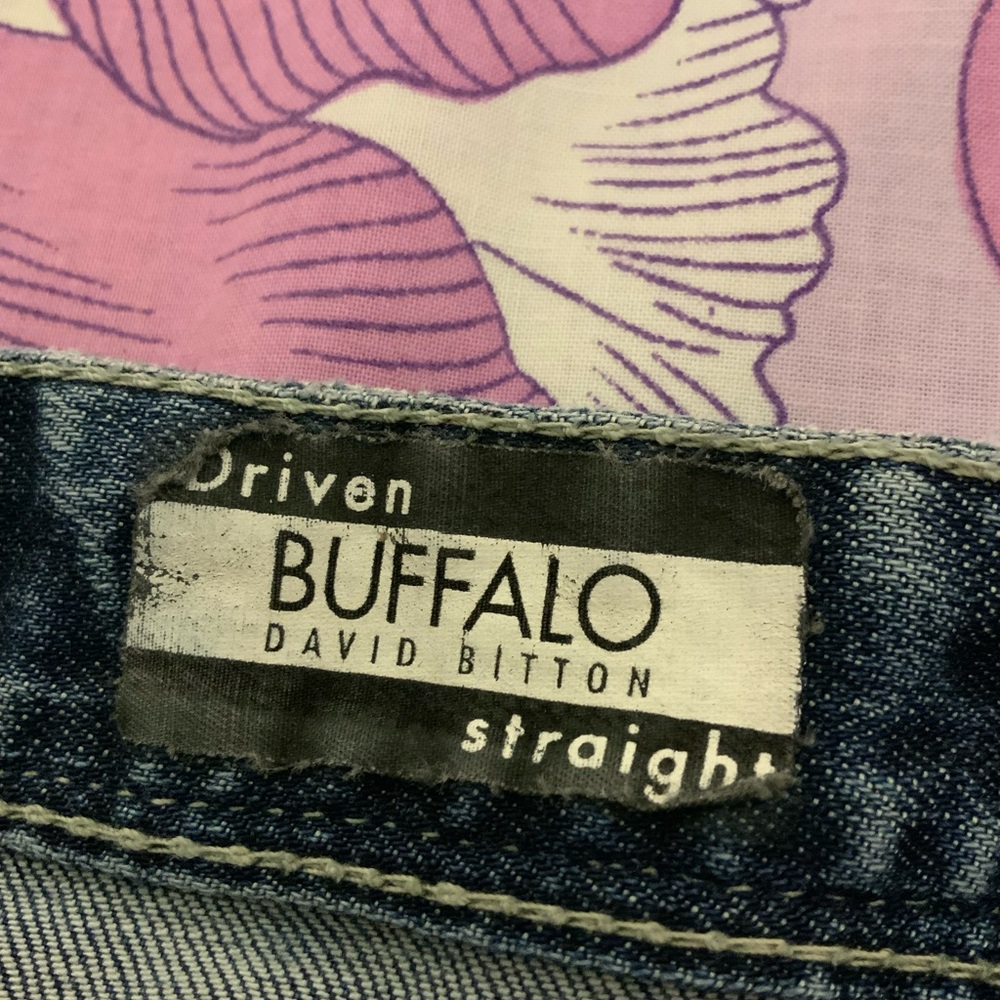 Driven
BUFFALO
DAVID BITTON
straight